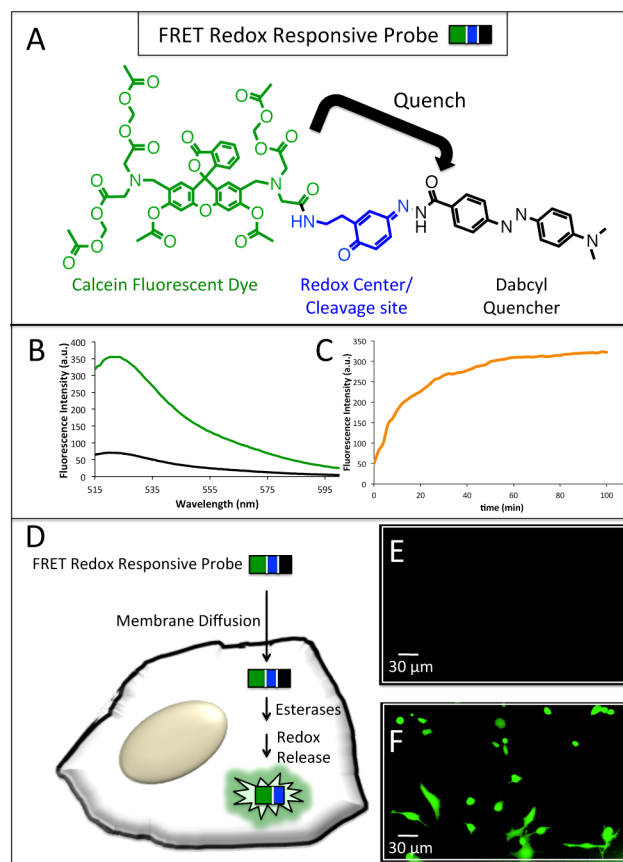 A
FRET Redox Responsive Probe
Quench
O
O
O
O
O
O
O
O
O
O
O
O
N
N
O
O
O
O
O
O
O
O
O
HN
O
N
N
H
O
N
N
N
Calcein Fluorescent Dye
Redox Center/
Cleavage site
Dabcyl
Quencher
B
Fluorescence Intensity (a.u.)
400
350
300
250
200
150
100
50
0
515
535
555
575
595
Wavelength (nm)
C
Fluorescence Intensity (a.u.)
350
300
250
200
150
100
50
0
0
20
40
60
80
100
time (min)
D
FRET Redox Responsive Probe
Membrane Diffusion
Esterases
Redox
Release
E
30 μm
F
30 μm